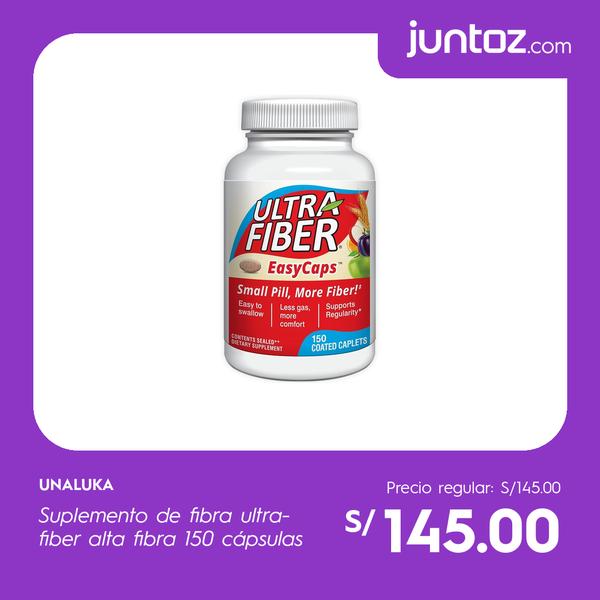 juntoz.com
ULTRA
FIBER®
EasyCaps™
Small Pill, More Fiber!‡
Easy to swallow
Less gas, more comfort
Supports Regularity*
CONTENTS SEALED**
DIETARY SUPPLEMENT
150
COATED CAPLETS
UNALUKA
Suplemento de fibra ultra-
fiber alta fibra 150 cápsulas
Precio regular: S/145.00
S/145.00